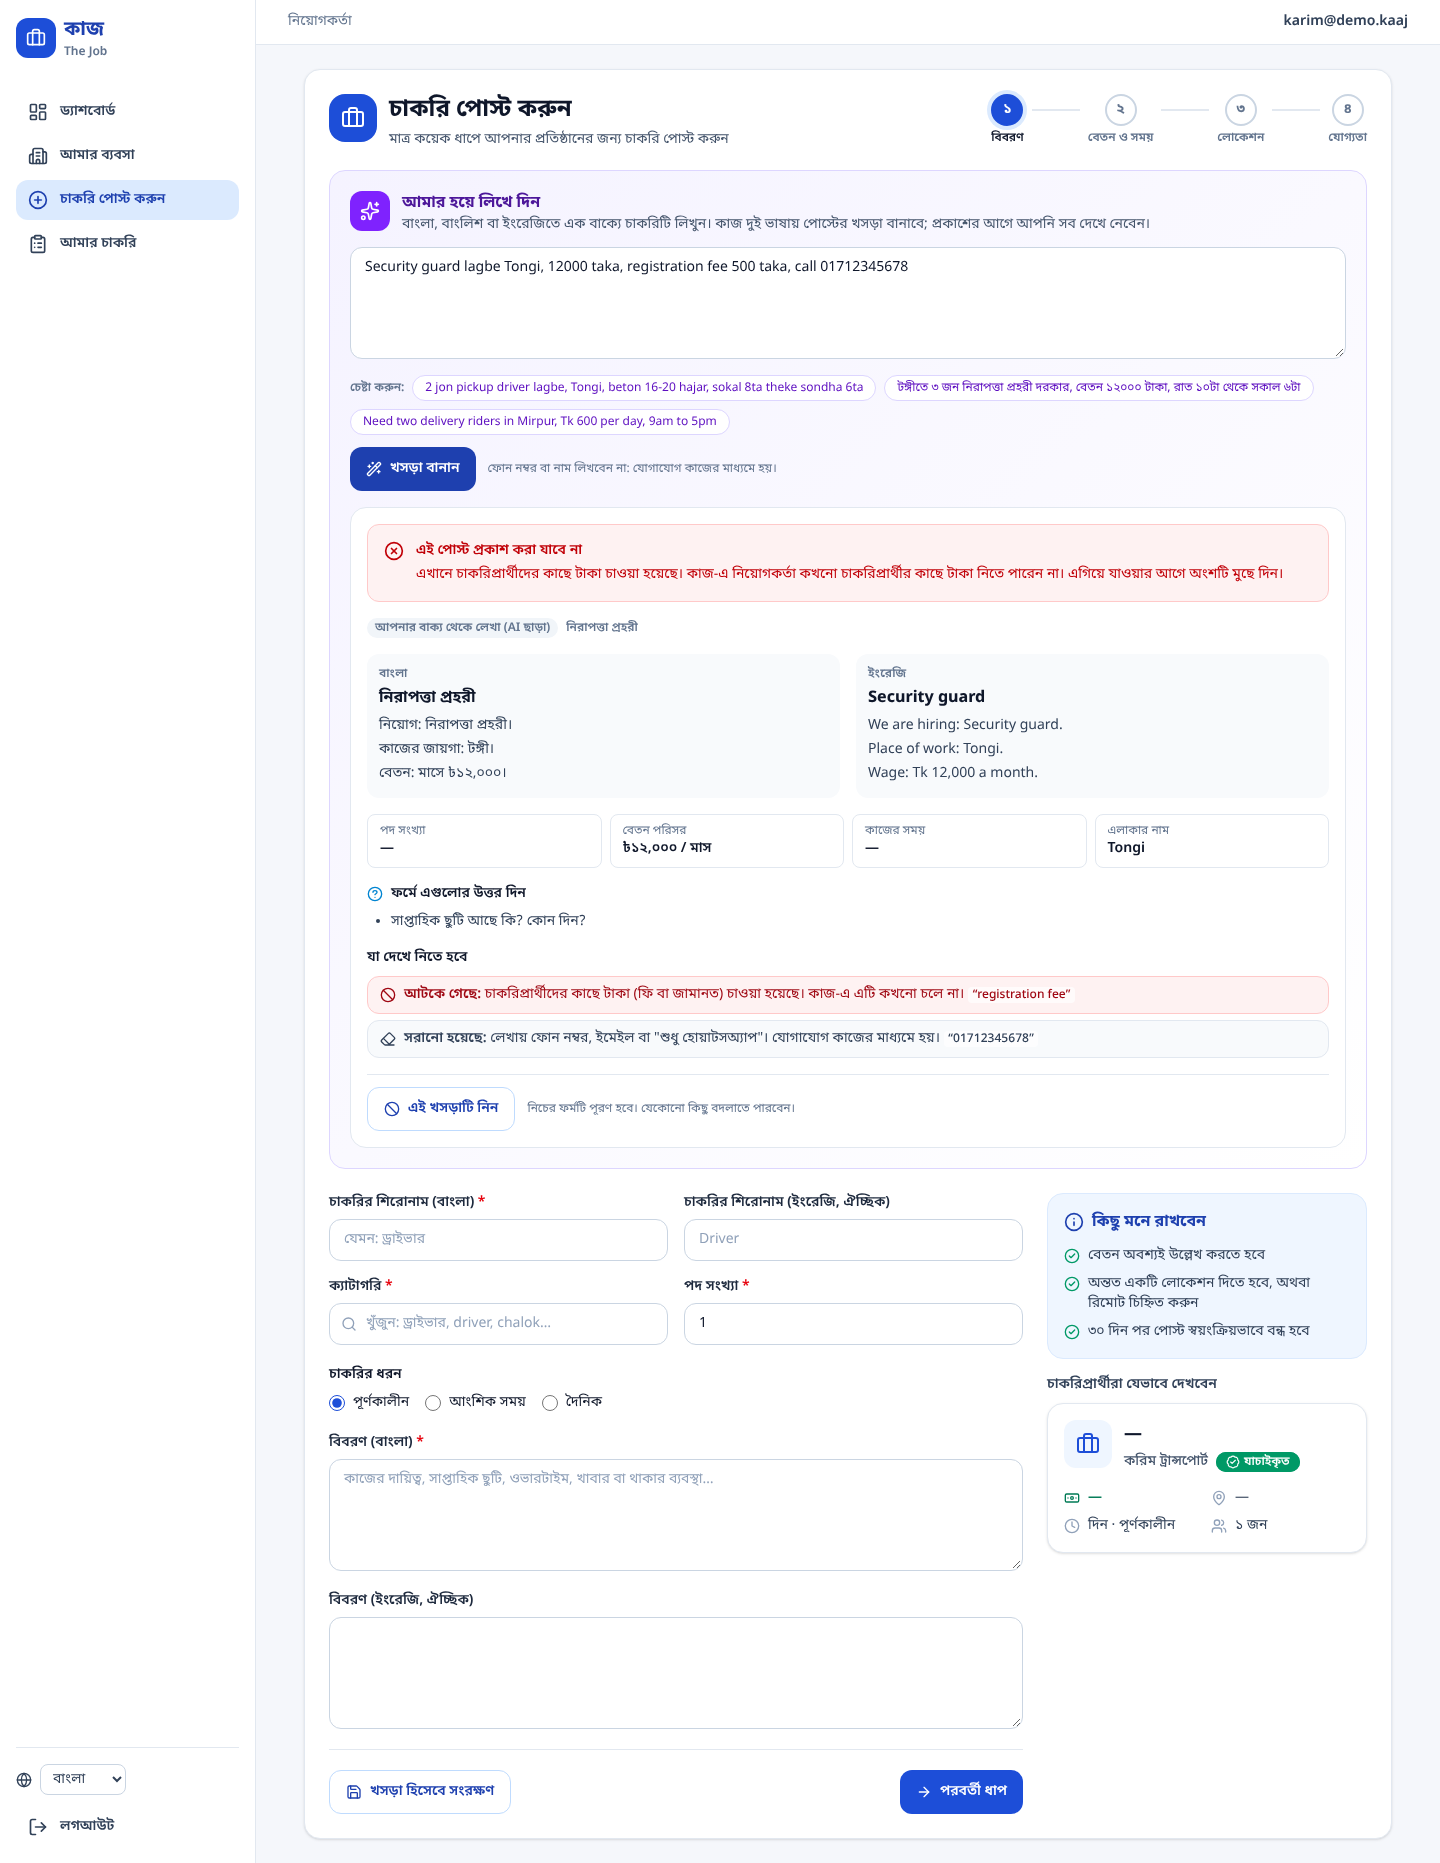 কাজ
The Job
ড্যাশবোর্ড
আমার ব্যবসা
চাকরি পোস্ট করুন
আমার চাকরি
বাংলা
লগআউট
নিয়োগকর্তা
karim@demo.kaaj
চাকরি পোস্ট করুন
মাত্র কয়েক ধাপে আপনার প্রতিষ্ঠানের জন্য চাকরি পোস্ট করুন
১ ২ ৩ ৪
বিবরণ বেতন ও সময় লোকেশন যোগ্যতা
আমার হয়ে লিখে দিন
বাংলা, বাংলিশ বা ইংরেজিতে এক বাক্যে চাকরিটি লিখুন। কাজ দুই ভাষায় পোস্টের খসড়া বানাবে; প্রকাশের আগে আপনি সব দেখে নেবেন।
Security guard lagbe Tongi, 12000 taka, registration fee 500 taka, call 01712345678
চেষ্টা করুন: 2 jon pickup driver lagbe, Tongi, beton 16-20 hajar, sokal 8ta theke sondha 6ta টঙ্গীতে ৩ জন নিরাপত্তা প্রহরী দরকার, বেতন ১২০০০ টাকা, রাত ১০টা থেকে সকাল ৬টা
Need two delivery riders in Mirpur, Tk 600 per day, 9am to 5pm
খসড়া বানান ফোন নম্বর বা নাম লিখবেন না: যোগাযোগ কাজের মাধ্যমে হয়।
এই পোস্ট প্রকাশ করা যাবে না
এখানে চাকরিপ্রার্থীদের কাছে টাকা চাওয়া হয়েছে। কাজ-এ নিয়োগকর্তা কখনো চাকরিপ্রার্থীর কাছে টাকা নিতে পারেন না। এগিয়ে যাওয়ার আগে অংশটি মুছে দিন।
আপনার বাক্য থেকে লেখা (AI ছাড়া) নিরাপত্তা প্রহরী
বাংলা
নিরাপত্তা প্রহরী
নিয়োগ: নিরাপত্তা প্রহরী।
কাজের জায়গা: টঙ্গী।
বেতন: মাসে ৳১২,০০০।
ইংরেজি
Security guard
We are hiring: Security guard.
Place of work: Tongi.
Wage: Tk 12,000 a month.
পদ সংখ্যা
—
বেতন পরিসর
৳১২,০০০ / মাস
কাজের সময়
—
এলাকার নাম
Tongi
ফর্মে এগুলোর উত্তর দিন
• সাপ্তাহিক ছুটি আছে কি? কোন দিন?
যা দেখে নিতে হবে
আটকে গেছে: চাকরিপ্রার্থীদের কাছে টাকা (ফি বা জামানত) চাওয়া হয়েছে। কাজ-এ এটি কখনো চলে না। “registration fee”
সরানো হয়েছে: লেখায় ফোন নম্বর, ইমেইল বা "শুধু হোয়াটসঅ্যাপ"। যোগাযোগ কাজের মাধ্যমে হয়। “01712345678”
এই খসড়াটি নিন নিচের ফর্মটি পূরণ হবে। যেকোনো কিছু বদলাতে পারবেন।
চাকরির শিরোনাম (বাংলা) *
যেমন: ড্রাইভার
চাকরির শিরোনাম (ইংরেজি, ঐচ্ছিক)
Driver
ক্যাটাগরি *
খুঁজুন: ড্রাইভার, driver, chalok...
পদ সংখ্যা *
1
চাকরির ধরন
পূর্ণকালীন আংশিক সময় দৈনিক
বিবরণ (বাংলা) *
কাজের দায়িত্ব, সাপ্তাহিক ছুটি, ওভারটাইম, খাবার বা থাকার ব্যবস্থা...
বিবরণ (ইংরেজি, ঐচ্ছিক)
খসড়া হিসেবে সংরক্ষণ
পরবর্তী ধাপ
কিছু মনে রাখবেন
বেতন অবশ্যই উল্লেখ করতে হবে
অন্তত একটি লোকেশন দিতে হবে, অথবা
রিমোট চিহ্নিত করুন
৩০ দিন পর পোস্ট স্বয়ংক্রিয়ভাবে বন্ধ হবে
চাকরিপ্রার্থীরা যেভাবে দেখবেন
—
করিম ট্রান্সপোর্ট যাচাইকৃত
— —
দিন · পূর্ণকালীন ১ জন